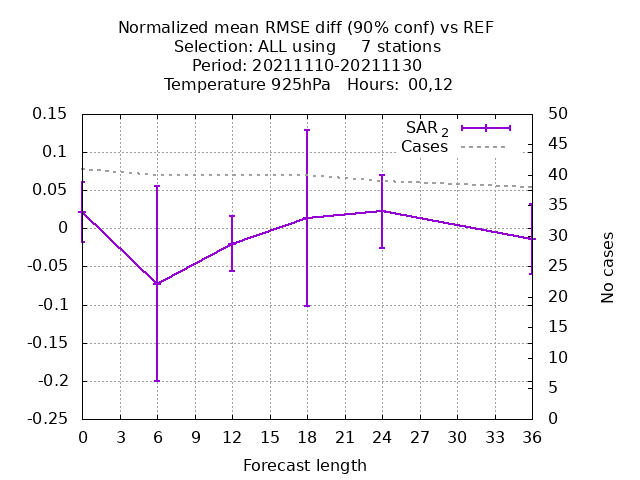 Normalized mean RMSE diff (90% conf) vs REF
Selection: ALL using     7 stations
Period: 20211110-20211130
Temperature 925hPa   Hours: 00,12
0.15
0.1
0.05
0
-0.05
-0.1
-0.15
-0.2
-0.25
SAR 2
Cases
50
45
40
35
30
25
20
15
10
5
0
No cases
0 3 6 9 12 15 18 21 24 27 30 33 36
Forecast length